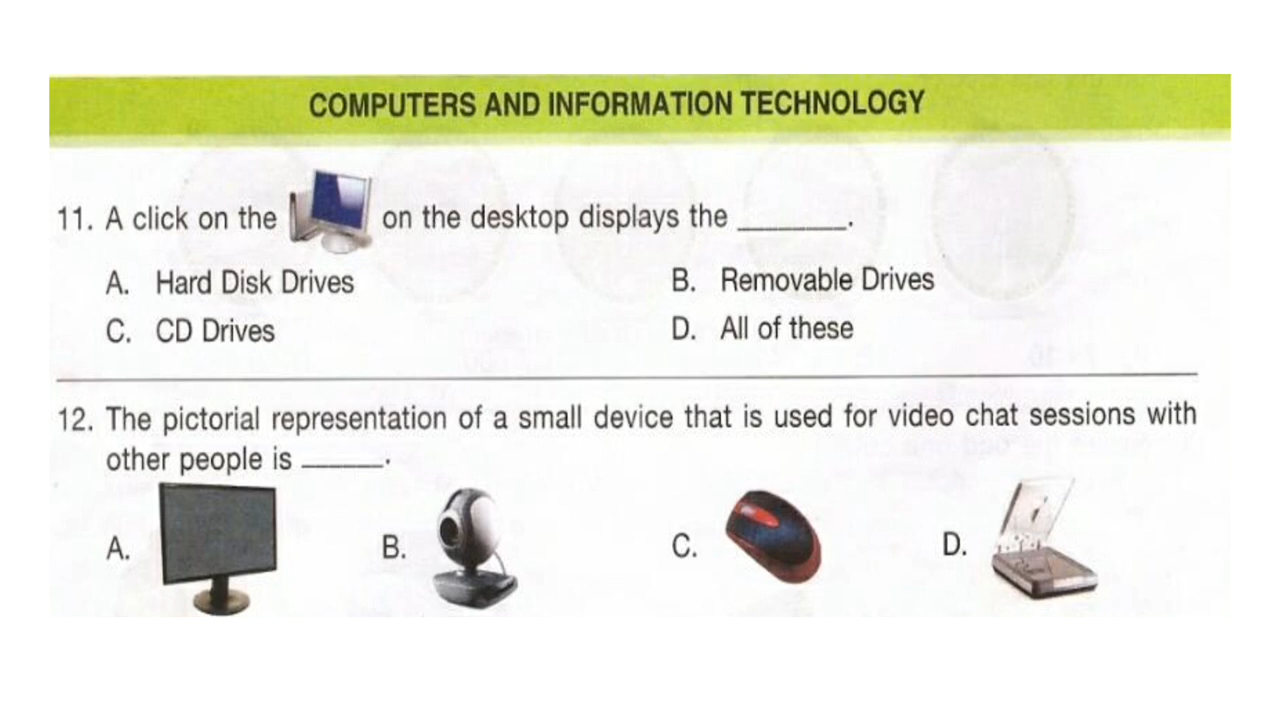 COMPUTERS AND INFORMATION TECHNOLOGY
11. A click on the on the desktop displays the ______.
A. Hard Disk Drives B. Removable Drives
C. CD Drives D. All of these
12. The pictorial representation of a small device that is used for video chat sessions with
other people is _____.
A. B. C. D.